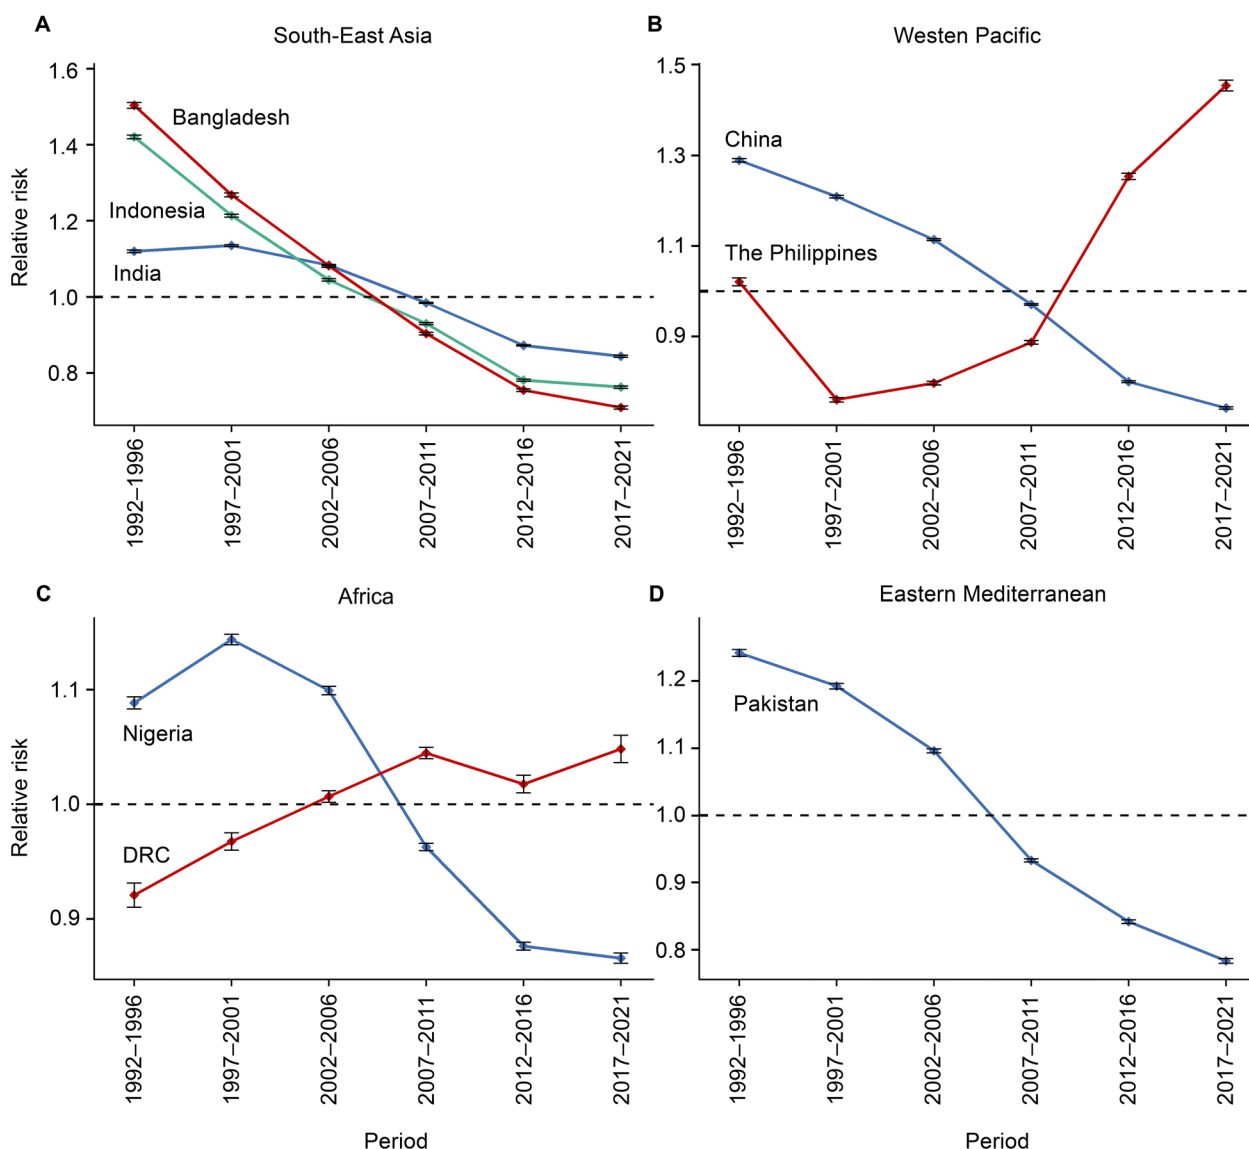 A
South-East Asia
Relative risk
1.6
1.4
1.2
1.0
0.8
Bangladesh
Indonesia
India
1992–1996
1997–2001
2002–2006
2007–2011
2012–2016
2017–2021
B
Westen Pacific
1.5
1.3
1.1
0.9
China
The Philippines
1992–1996
1997–2001
2002–2006
2007–2011
2012–2016
2017–2021
C
Africa
Relative risk
1.1
1.0
0.9
Nigeria
DRC
1992–1996
1997–2001
2002–2006
2007–2011
2012–2016
2017–2021
Period
D
Eastern Mediterranean
1.2
1.1
1.0
0.9
0.8
Pakistan
1992–1996
1997–2001
2002–2006
2007–2011
2012–2016
2017–2021
Period